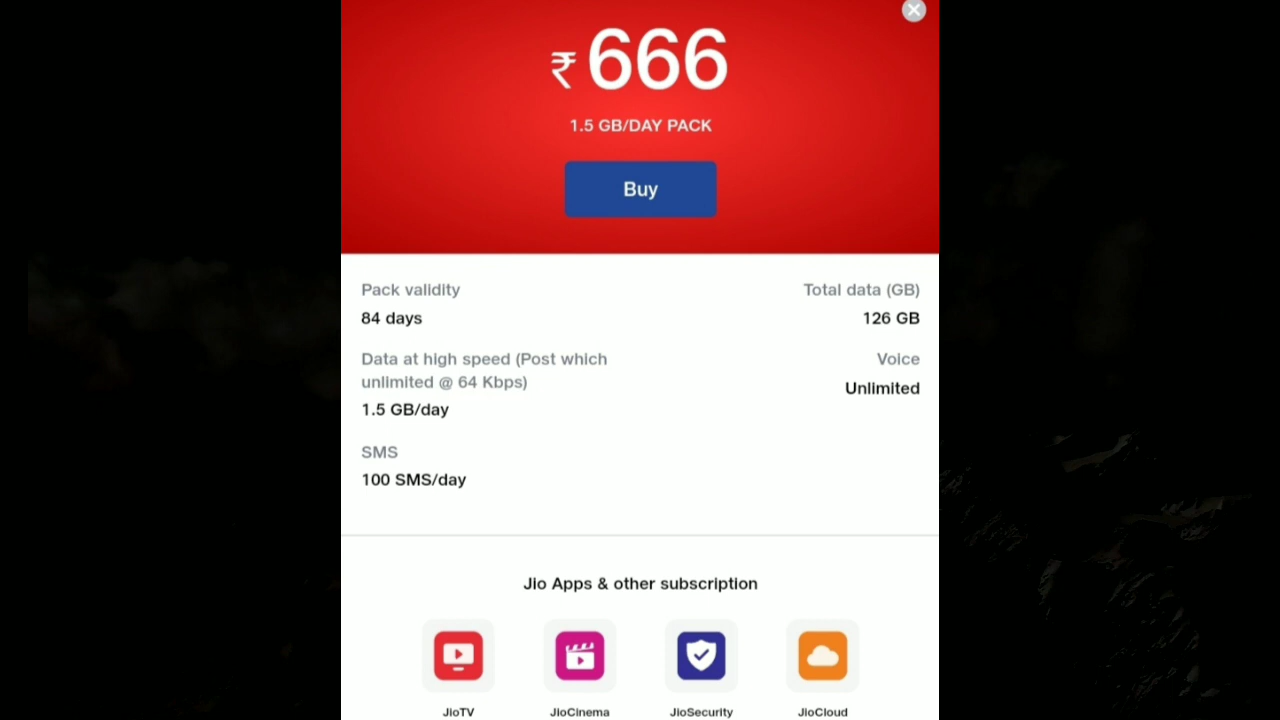 ₹ 666
1.5 GB/DAY PACK
Buy
Pack validity
84 days
Total data (GB)
126 GB
Data at high speed (Post which
unlimited @ 64 Kbps)
1.5 GB/day
Voice
Unlimited
SMS
100 SMS/day
Jio Apps & other subscription
JioTV
JioCinema
JioSecurity
JioCloud